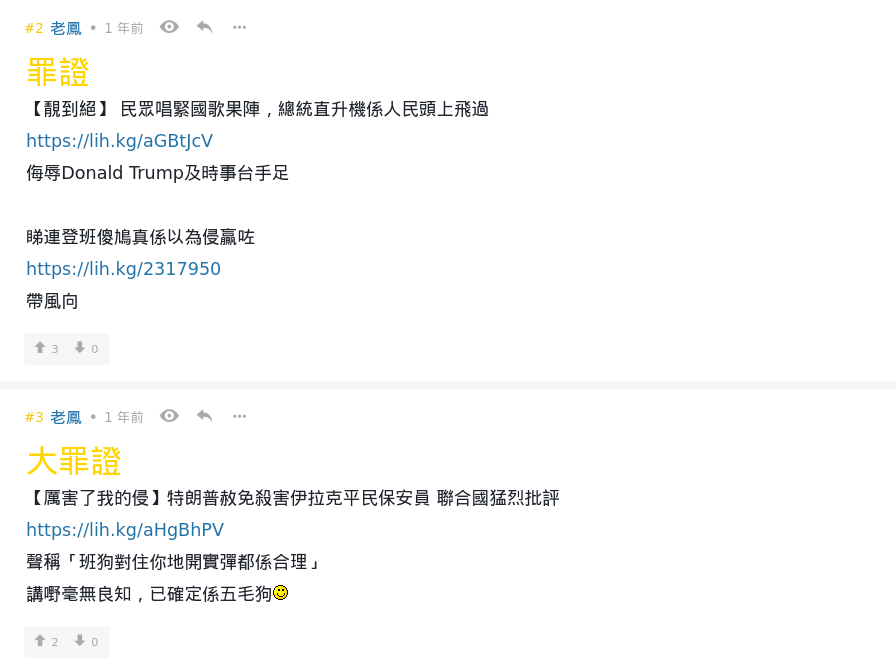 #2 老鳳 • 1 年前
罪證
【靚到絕】 民眾唱緊國歌果陣，總統直升機係人民頭上飛過
https://lih.kg/aGBtJcV
侮辱Donald Trump及時事台手足
睇連登班傻鳩真係以為侵贏咗
https://lih.kg/2317950
帶風向
3 0
#3 老鳳 • 1 年前
大罪證
【厲害了我的侵】特朗普赦免殺害伊拉克平民保安員 聯合國猛烈批評
https://lih.kg/aHgBhPV
聲稱「班狗對住你地開實彈都係合理」
講嘢毫無良知，已確定係五毛狗
2 0